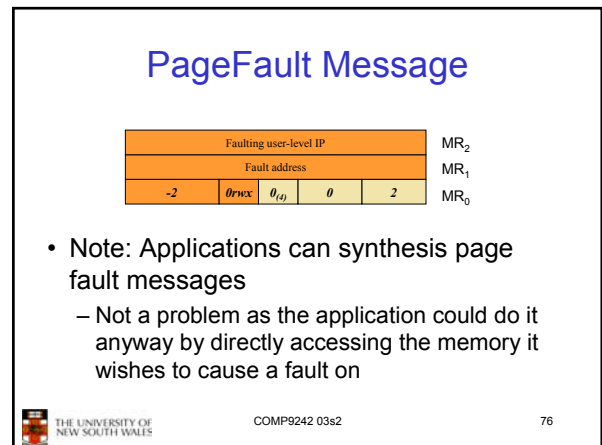 PageFault Message
Faulting user-level IP MR2
Fault address MR1
-2 0rwx 0(4) 0 2 MR0
• Note: Applications can synthesis page
fault messages
– Not a problem as the application could do it
anyway by directly accessing the memory it
wishes to cause a fault on
THE UNIVERSITY OF
NEW SOUTH WALES
COMP9242 03s2
76